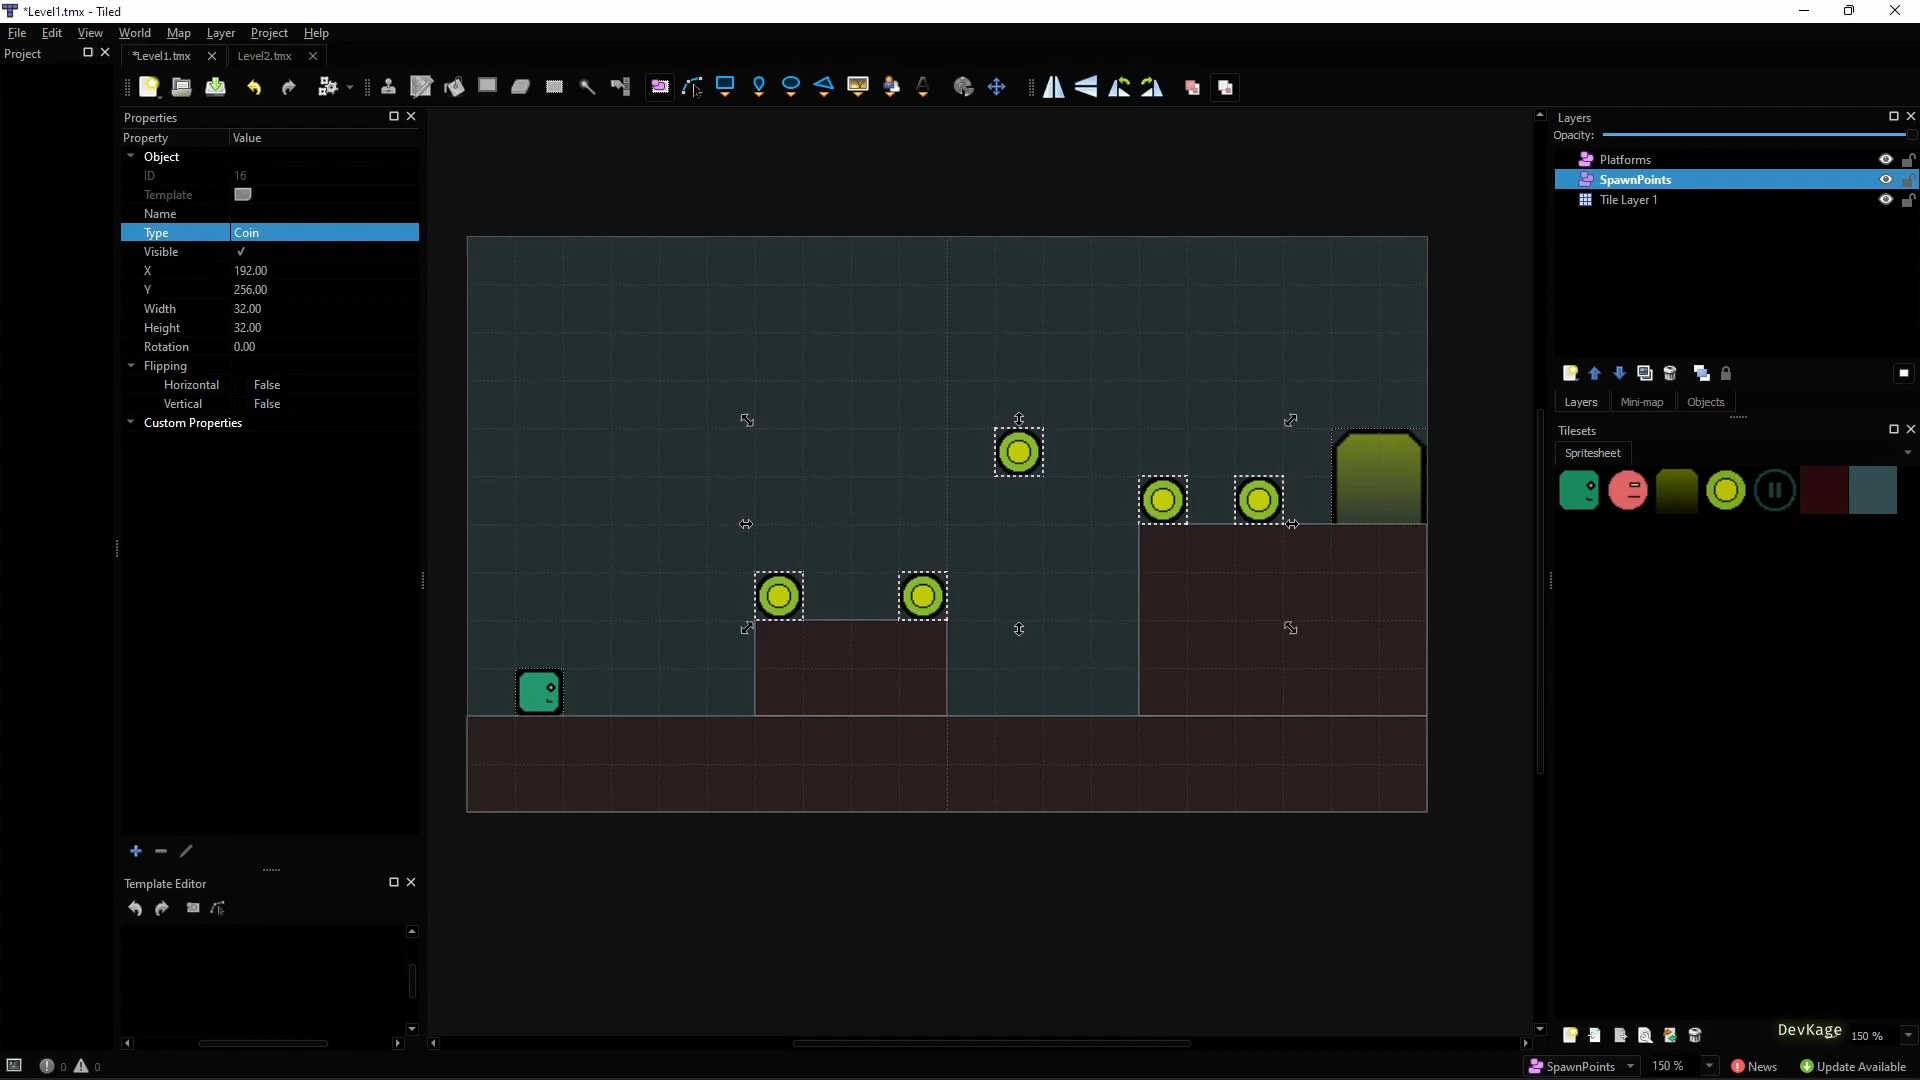 *Level1.tmx - Tiled
File Edit View World Map Layer Project Help
Project
*Level1.tmx
Level2.tmx
Properties
Property Value
Object
ID 16
Template
Name
Type Coin
Visible
X 192.00
Y 256.00
Width 32.00
Height 32.00
Rotation 0.00
Flipping
Horizontal False
Vertical False
Custom Properties
Template Editor
Layers
Opacity:
Platforms
SpawnPoints
Tile Layer 1
Layers Mini-map Objects
Tilesets
Spritesheet
DevKage
150 %
0 0
SpawnPoints 150 % News Update Available